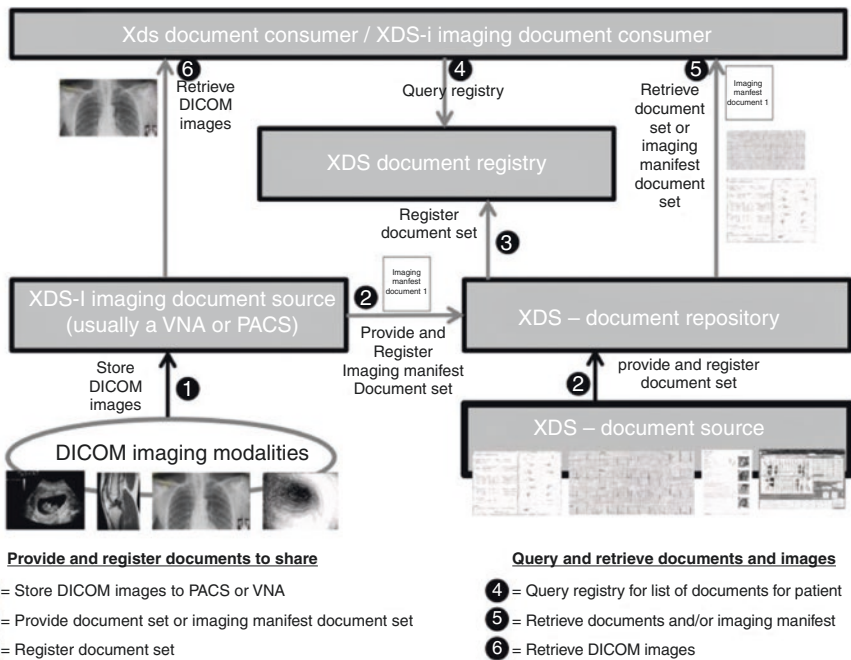 Xds document consumer / XDS-i imaging document consumer
6
Retrieve
DICOM
images
4
Query registry
5
Retrieve
document
set or
imaging
manifest
document
set
Imaging
manifest
document 1
XDS document registry
Register
document set
3
XDS-I imaging document source
(usually a VNA or PACS)
2
Imaging
manifest
document 1
Provide and
Register
Imaging manifest
Document set
XDS – document repository
Store
DICOM
images
1
2
provide and register
document set
DICOM imaging modalities
XDS – document source
Provide and register documents to share
= Store DICOM images to PACS or VNA
= Provide document set or imaging manifest document set
= Register document set
Query and retrieve documents and images
4 = Query registry for list of documents for patient
5 = Retrieve documents and/or imaging manifest
6 = Retrieve DICOM images